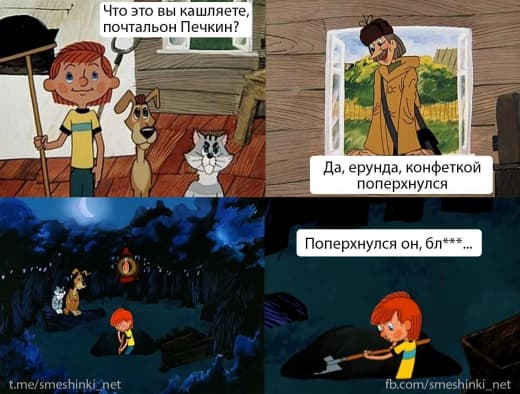 Что это вы кашляете,
почтальон Печкин?
Да, ерунда, конфеткой
поперхнулся
Поперхнулся он, бл***...
t.me/smeshinki_net
fb.com/smeshinki_net